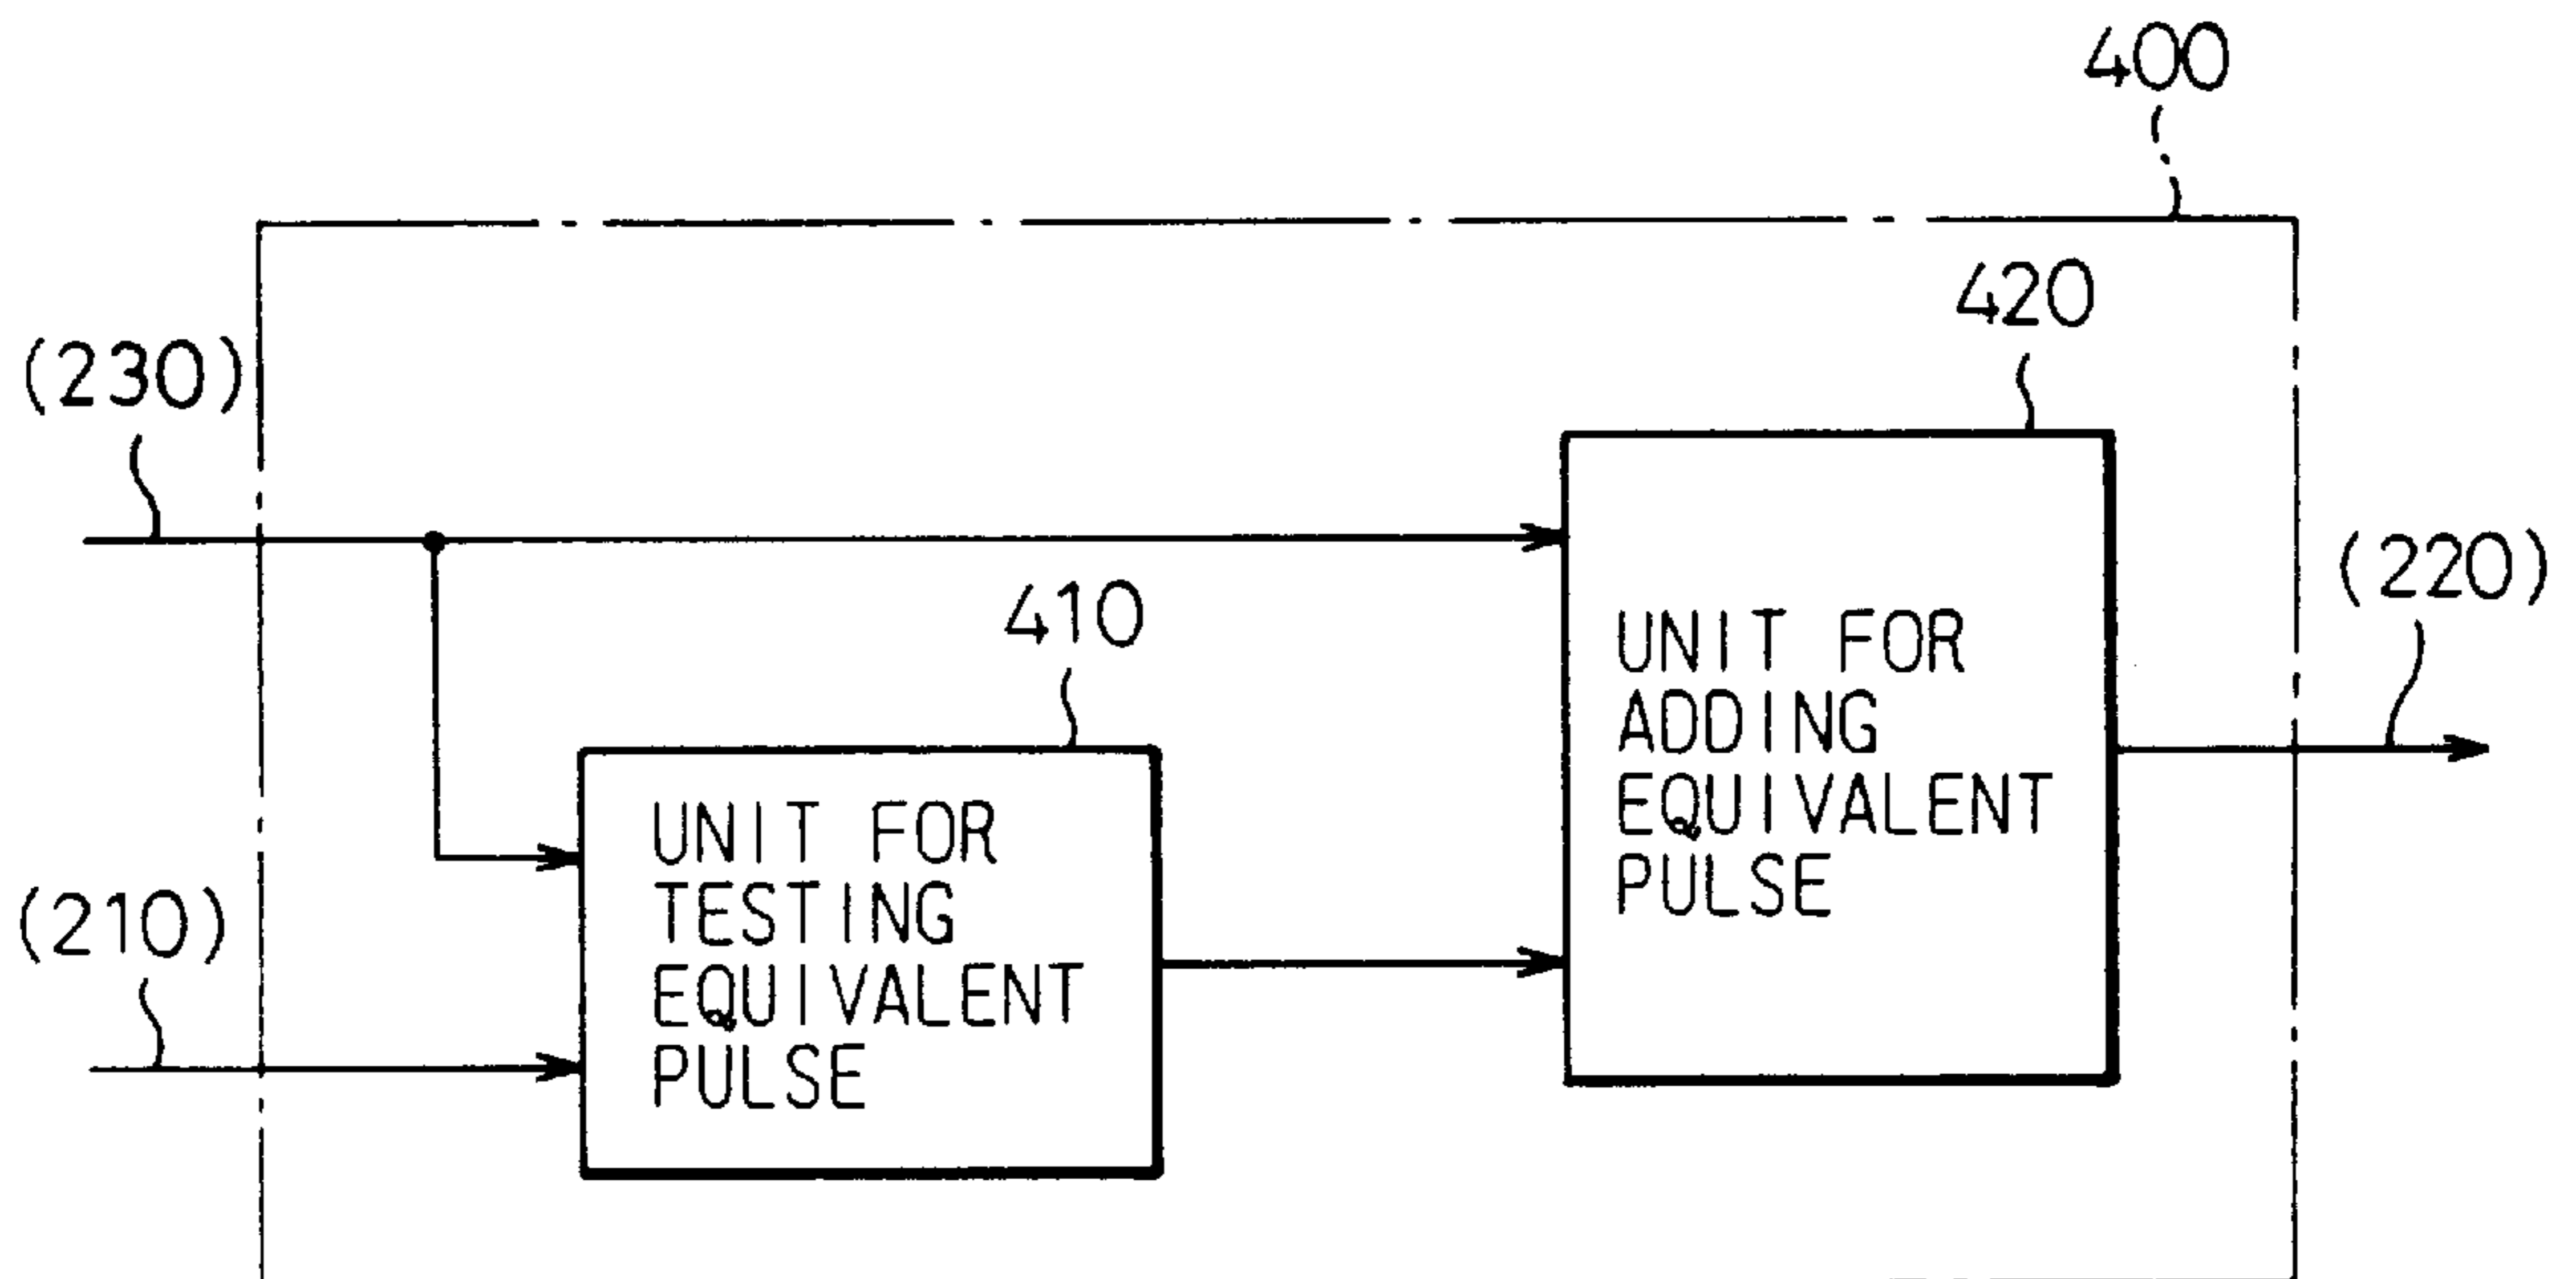 400
420
(230)
(220)
410
UNIT FOR
ADDING
EQUIVALENT
PULSE
UNIT FOR
TESTING
EQUIVALENT
PULSE
(210)